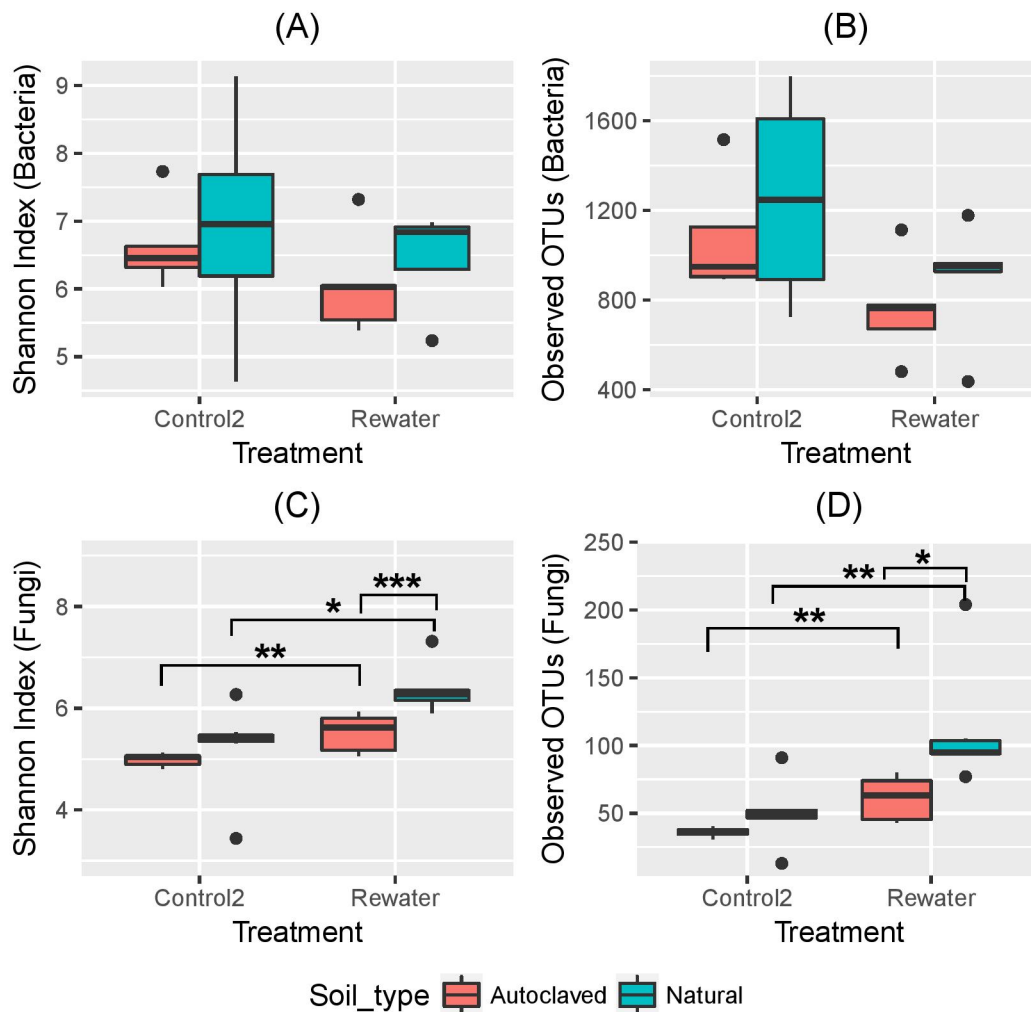 (A)
Shannon Index (Bacteria)
9
8
7
6
5
Control2 Rewater
Treatment
(B)
Observed OTUs (Bacteria)
1600
1200
800
400
Control2 Rewater
Treatment
(C)
Shannon Index (Fungi)
8
6
4
***
*
**
Control2 Rewater
Treatment
(D)
Observed OTUs (Fungi)
250
200
150
100
50
*
**
**
Control2 Rewater
Treatment
Soil_type Autoclaved Natural